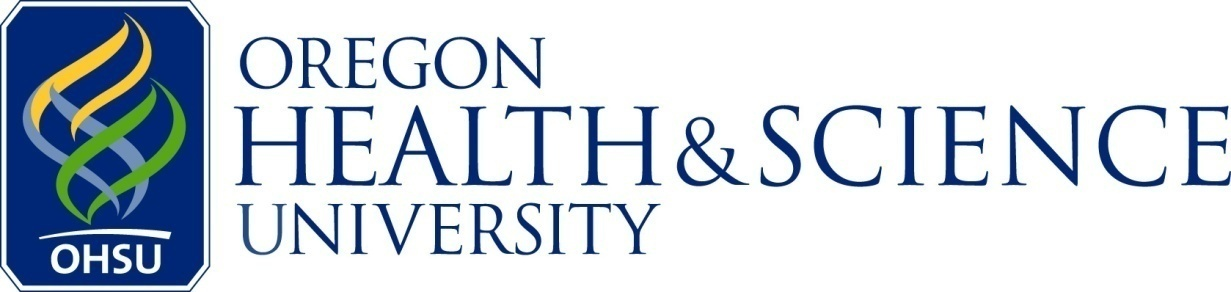 OHSU
OREGON
HEALTH & SCIENCE
UNIVERSITY